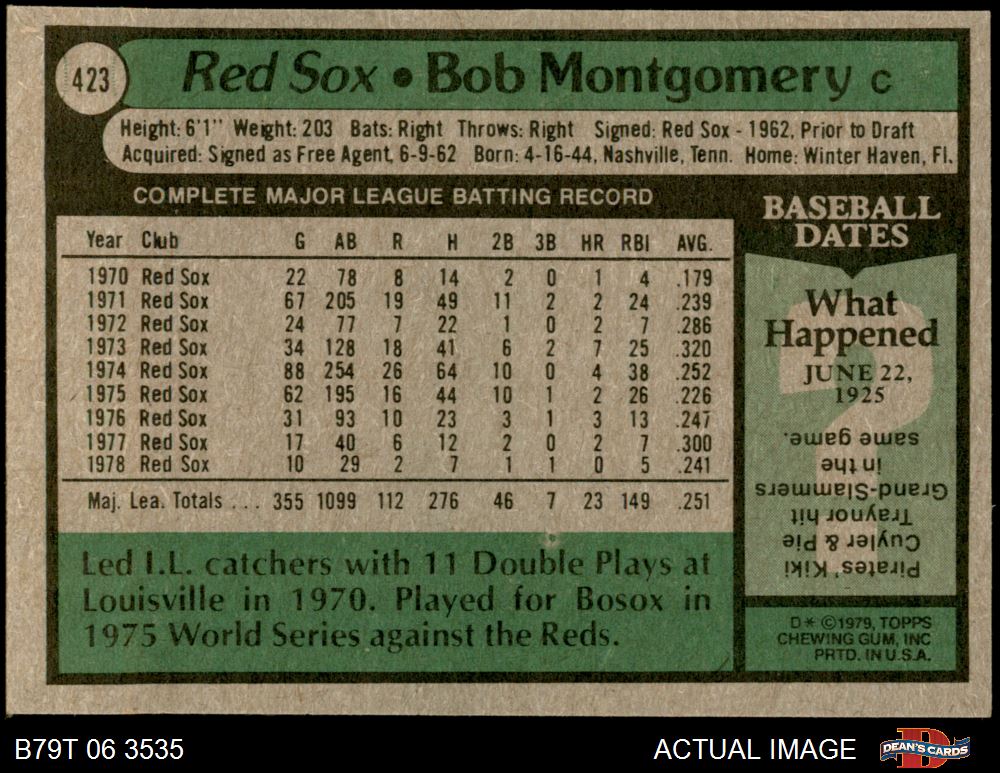 423
Red Sox • Bob Montgomery C
Height: 6'1" Weight: 203 Bats: Right Throws: Right Signed: Red Sox - 1962, Prior to Draft
Acquired: Signed as Free Agent, 6-9-62 Born: 4-16-44, Nashville, Tenn. Home: Winter Haven, Fl.
COMPLETE MAJOR LEAGUE BATTING RECORD
Year Club G AB R H 2B 3B HR RBI AVG.
1970 Red Sox 22 78 8 14 2 0 1 4 .179
1971 Red Sox 67 205 19 49 11 2 2 24 .239
1972 Red Sox 24 77 7 22 1 0 2 7 .286
1973 Red Sox 34 128 18 41 6 2 7 25 .320
1974 Red Sox 88 254 26 64 10 0 4 38 .252
1975 Red Sox 62 195 16 44 10 1 2 26 .226
1976 Red Sox 31 93 10 23 3 1 3 13 .247
1977 Red Sox 17 40 6 12 2 0 2 7 .300
1978 Red Sox 10 29 2 7 1 1 0 5 .241
Maj. Lea. Totals . . . 355 1099 112 276 46 7 23 149 .251
Led I.L. catchers with 11 Double Plays at
Louisville in 1970. Played for Bosox in
1975 World Series against the Reds.
BASEBALL
DATES
What
Happened
JUNE 22,
1925
?
Pirates' Kiki
Cuyler & Pie
Traynor hit
Grand-Slammers
in the
same game.
D* ©1979, TOPPS
CHEWING GUM, INC
PRTD. IN U.S.A.
B79T 06 3535
ACTUAL IMAGE
DEAN'S CARDS